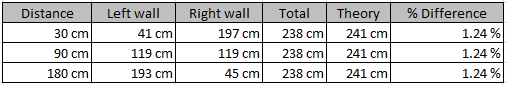 Distance Left wall Right wall Total Theory % Difference
30 cm 41 cm 197 cm 238 cm 241 cm 1.24 %
90 cm 119 cm 119 cm 238 cm 241 cm 1.24 %
180 cm 193 cm 45 cm 238 cm 241 cm 1.24 %